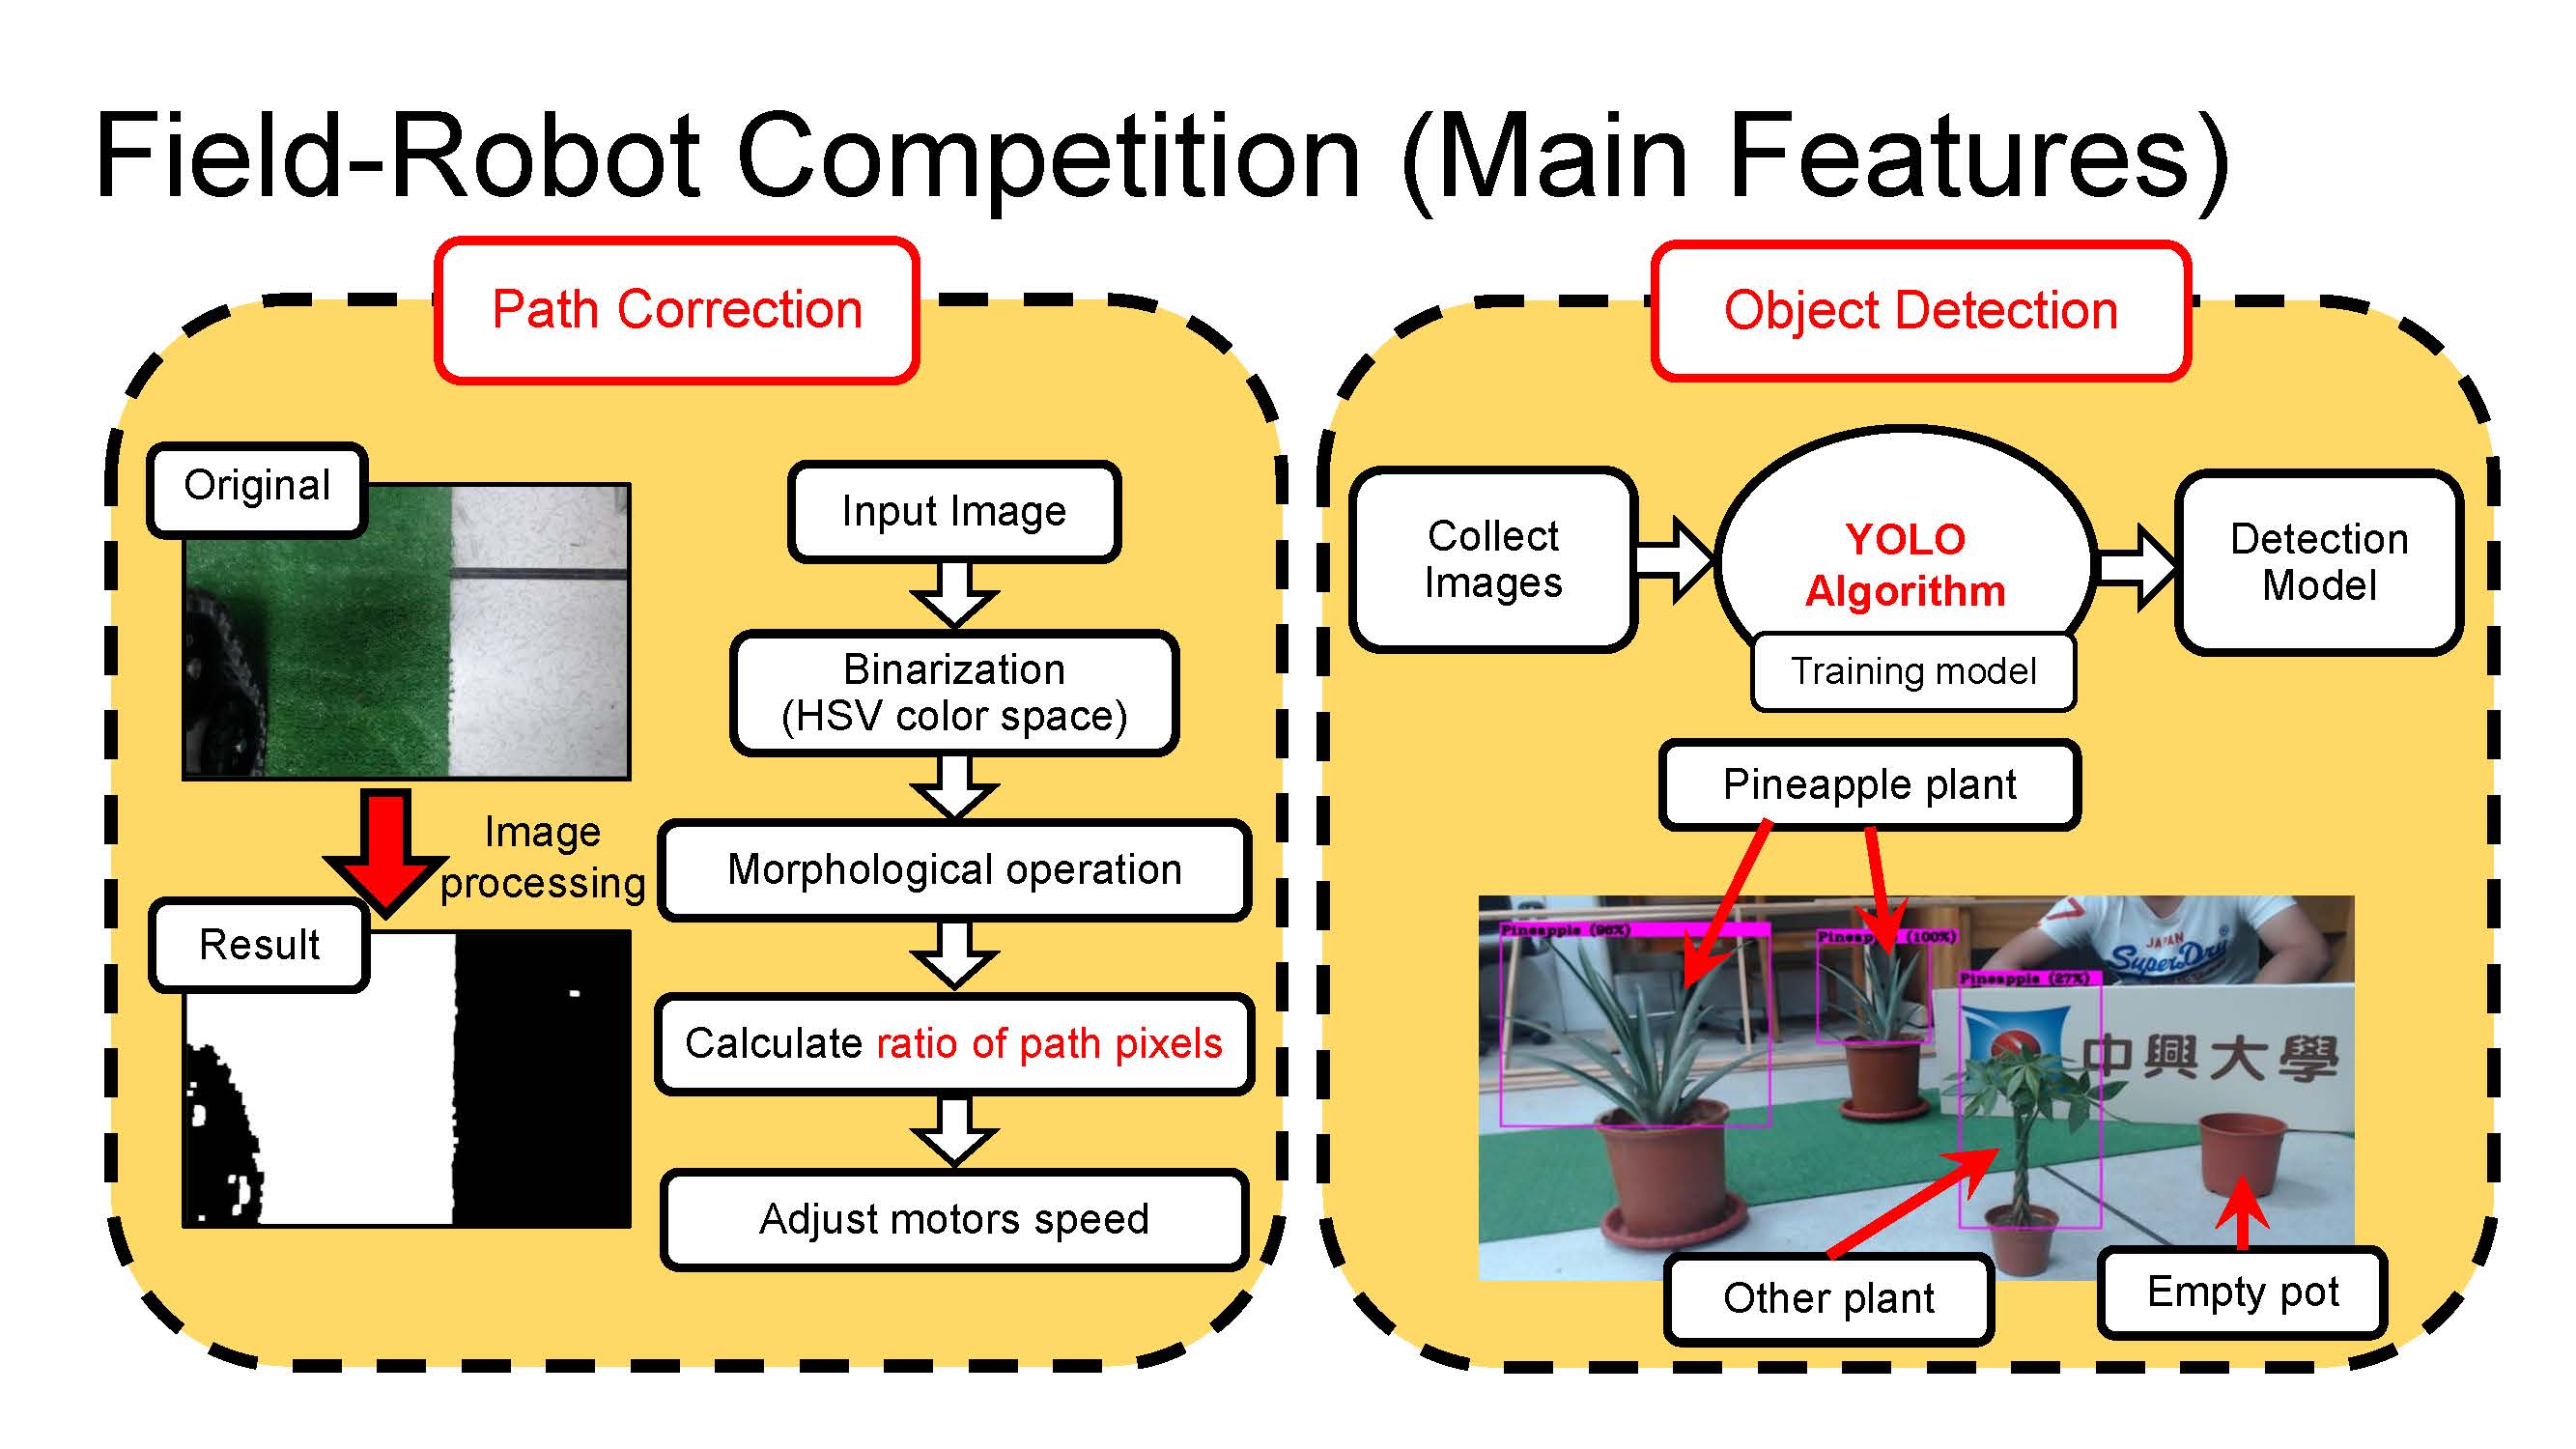 Field-Robot Competition (Main Features)
Path Correction
Original
Image
processing
Result
Input Image
Binarization
(HSV color space)
Morphological operation
Calculate ratio of path pixels
Adjust motors speed
Object Detection
Collect
Images
YOLO
Algorithm
Training model
Detection
Model
Pineapple plant
Pineapple (96%)
(100%)
Pineapple (27%)
7
JAPAN
SuperDry
中興大學
Other plant
Empty pot